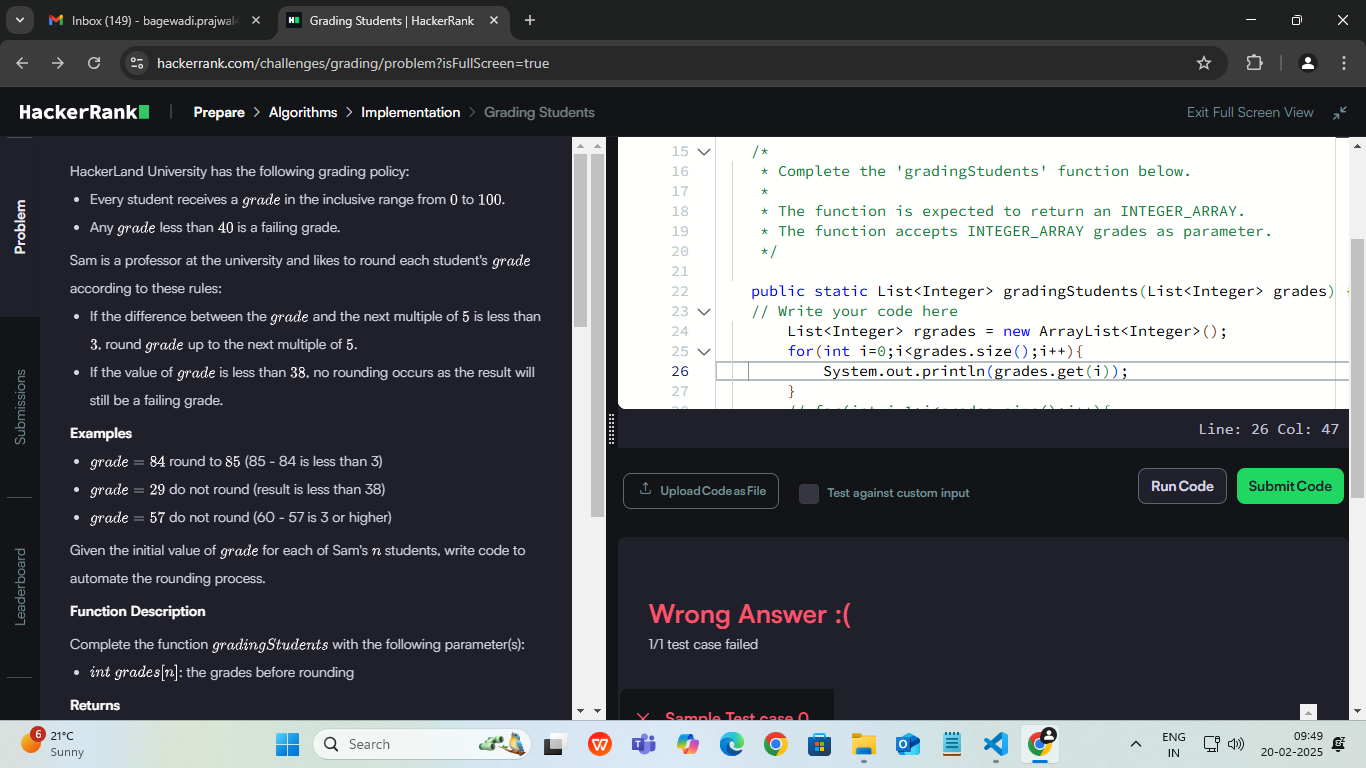 Inbox (149) - bagewadi.prajwal
Grading Students | HackerRank
hackerrank.com/challenges/grading/problem?isFullScreen=true
HackerRank
Prepare > Algorithms > Implementation > Grading Students
Exit Full Screen View
Problem
Submissions
Leaderboard
HackerLand University has the following grading policy:
• Every student receives a grade in the inclusive range from 0 to 100.
• Any grade less than 40 is a failing grade.
Sam is a professor at the university and likes to round each student's grade
according to these rules:
• If the difference between the grade and the next multiple of 5 is less than
3, round grade up to the next multiple of 5.
• If the value of grade is less than 38, no rounding occurs as the result will
still be a failing grade.
Examples
• grade = 84 round to 85 (85 - 84 is less than 3)
• grade = 29 do not round (result is less than 38)
• grade = 57 do not round (60 - 57 is 3 or higher)
Given the initial value of grade for each of Sam's n students, write code to
automate the rounding process.
Function Description
Complete the function gradingStudents with the following parameter(s):
• int grades[n]: the grades before rounding
Returns
15 /*
16 * Complete the 'gradingStudents' function below.
17 *
18 * The function is expected to return an INTEGER_ARRAY.
19 * The function accepts INTEGER_ARRAY grades as parameter.
20 */
21
22 public static List<Integer> gradingStudents(List<Integer> grades)
23 // Write your code here
24 List<Integer> rgrades = new ArrayList<Integer>();
25 for(int i=0;i<grades.size();i++){
26 System.out.println(grades.get(i));
27 }
Line: 26 Col: 47
Upload Code as File
Test against custom input
Run Code
Submit Code
Wrong Answer :(
1/1 test case failed
Sample Test case 0
6
21°C
Sunny
Search
ENG
IN
09:49
20-02-2025